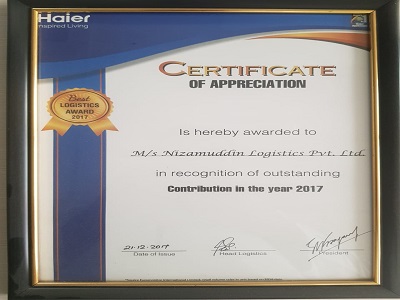 Haier
Inspired Living
CERTIFICATE
OF APPRECIATION
Best
LOGISTICS
AWARD
2017
Is hereby awarded to
M/s Nizamuddin Logistics Pvt. Ltd.
in recognition of outstanding
Contribution in the year 2017
21-12-2017
Date of Issue
Head Logistics
President